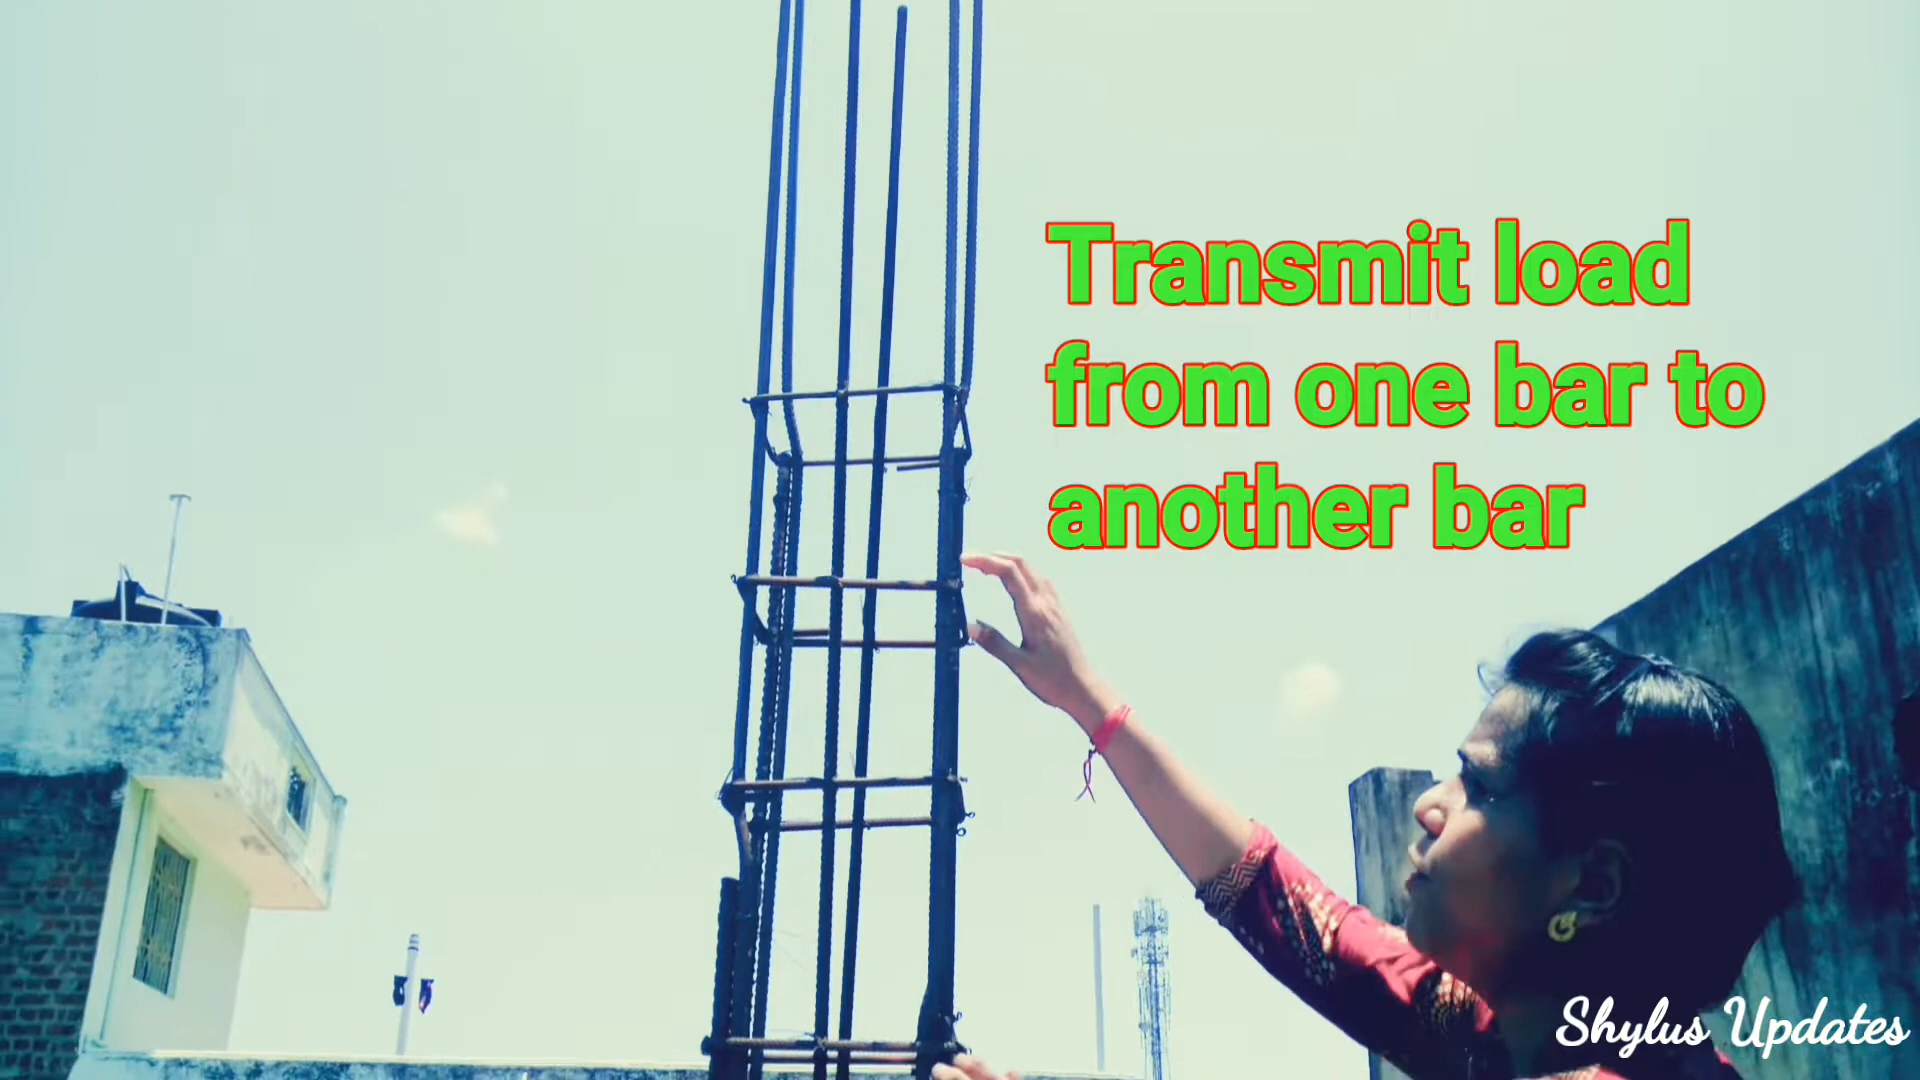 Transmit load
from one bar to
another bar
Shylus Updates